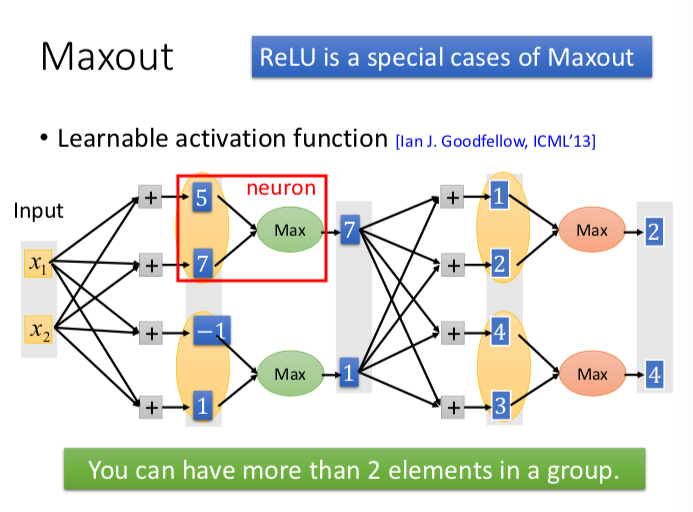 Maxout
ReLU is a special cases of Maxout
• Learnable activation function [Ian J. Goodfellow, ICML'13]
Input
neuron
x₁
x₂
+
+
+
+
5
7
−1
1
Max
Max
7
1
+
+
+
+
1
2
4
3
Max
Max
2
4
You can have more than 2 elements in a group.